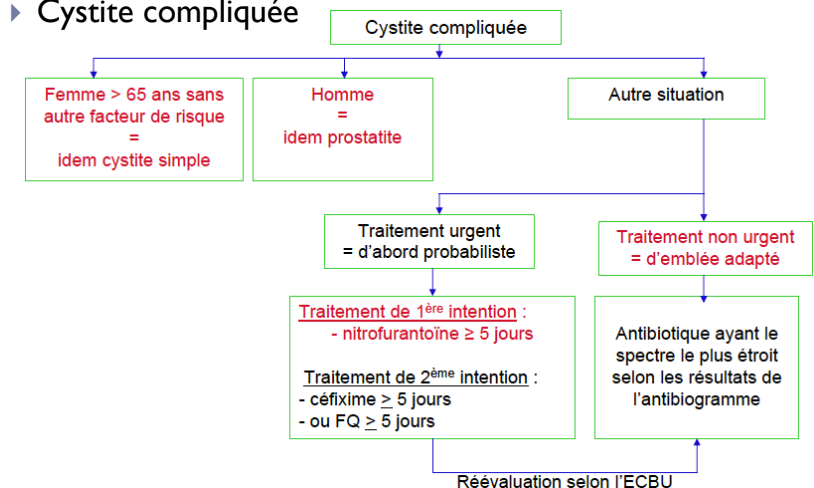 Cystite compliquée
Cystite compliquée
Femme > 65 ans sans
autre facteur de risque
=
idem cystite simple
Homme
=
idem prostatite
Autre situation
Traitement urgent
= d'abord probabiliste
Traitement non urgent
= d'emblée adapté
Traitement de 1ère intention :
- nitrofurantoïne ≥ 5 jours
Traitement de 2ème intention :
- céfixime ≥ 5 jours
- ou FQ ≥ 5 jours
Antibiotique ayant le
spectre le plus étroit
selon les résultats de
l'antibiogramme
Réévaluation selon l'ECBU